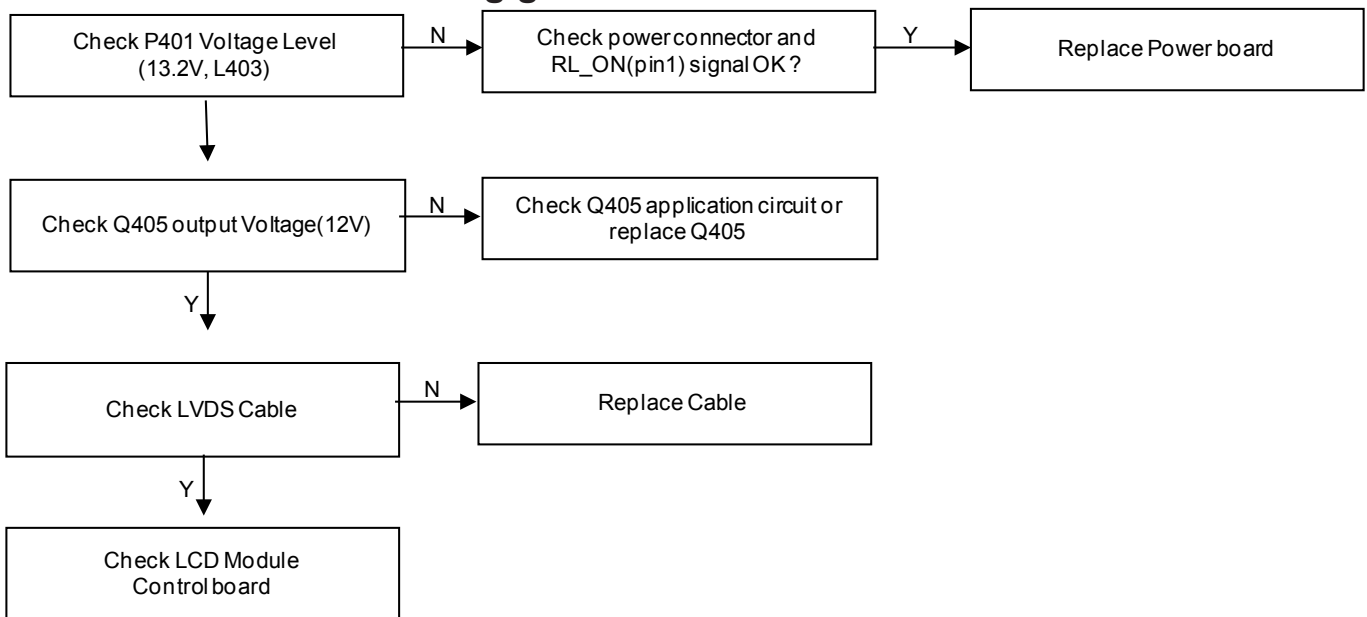 Check P401 Voltage Level
(13.2V, L403)
N
Check power connector and
RL_ON(pin1) signal OK ?
Y
Replace Power board
Check Q405 output Voltage(12V)
N
Check Q405 application circuit or
replace Q405
Y
Check LVDS Cable
N
Replace Cable
Y
Check LCD Module
Control board